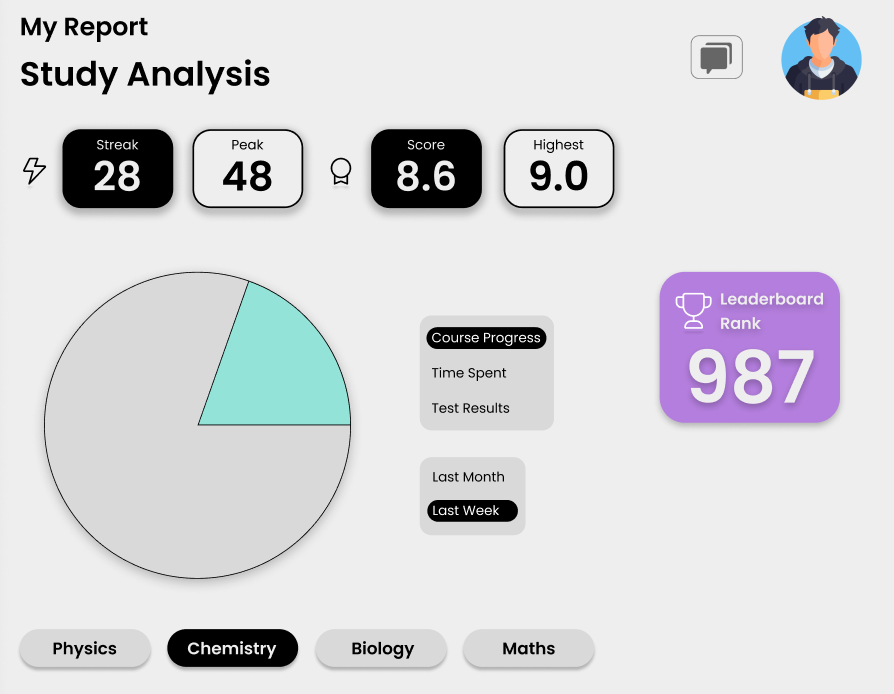 My Report
Study Analysis
Streak
28
Peak
48
Score
8.6
Highest
9.0
Course Progress
Time Spent
Test Results
Last Month
Last Week
Leaderboard
Rank
987
Physics
Chemistry
Biology
Maths